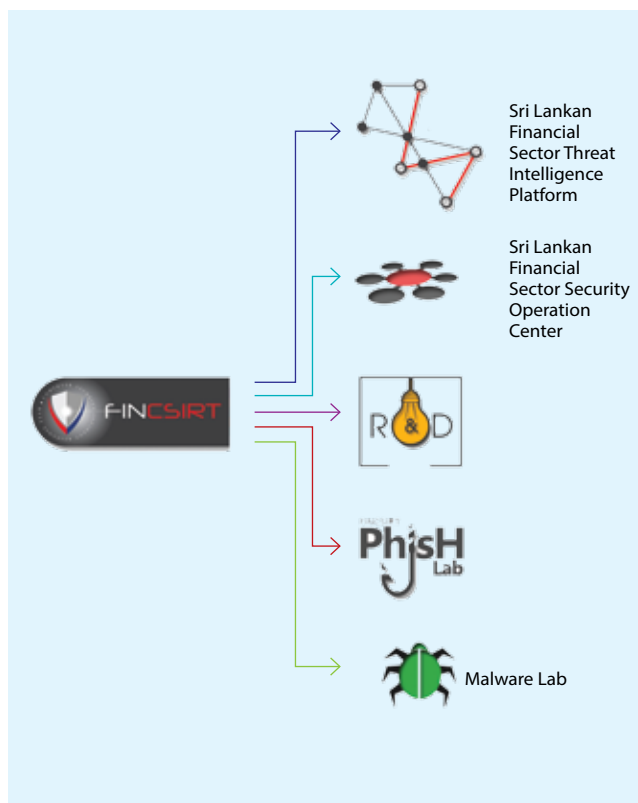 Sri Lankan
Financial
Sector Threat
Intelligence
Platform
Sri Lankan
Financial
Sector Security
Operation
Center
FINCSIRT
R & D
PhisH
Lab
Malware Lab